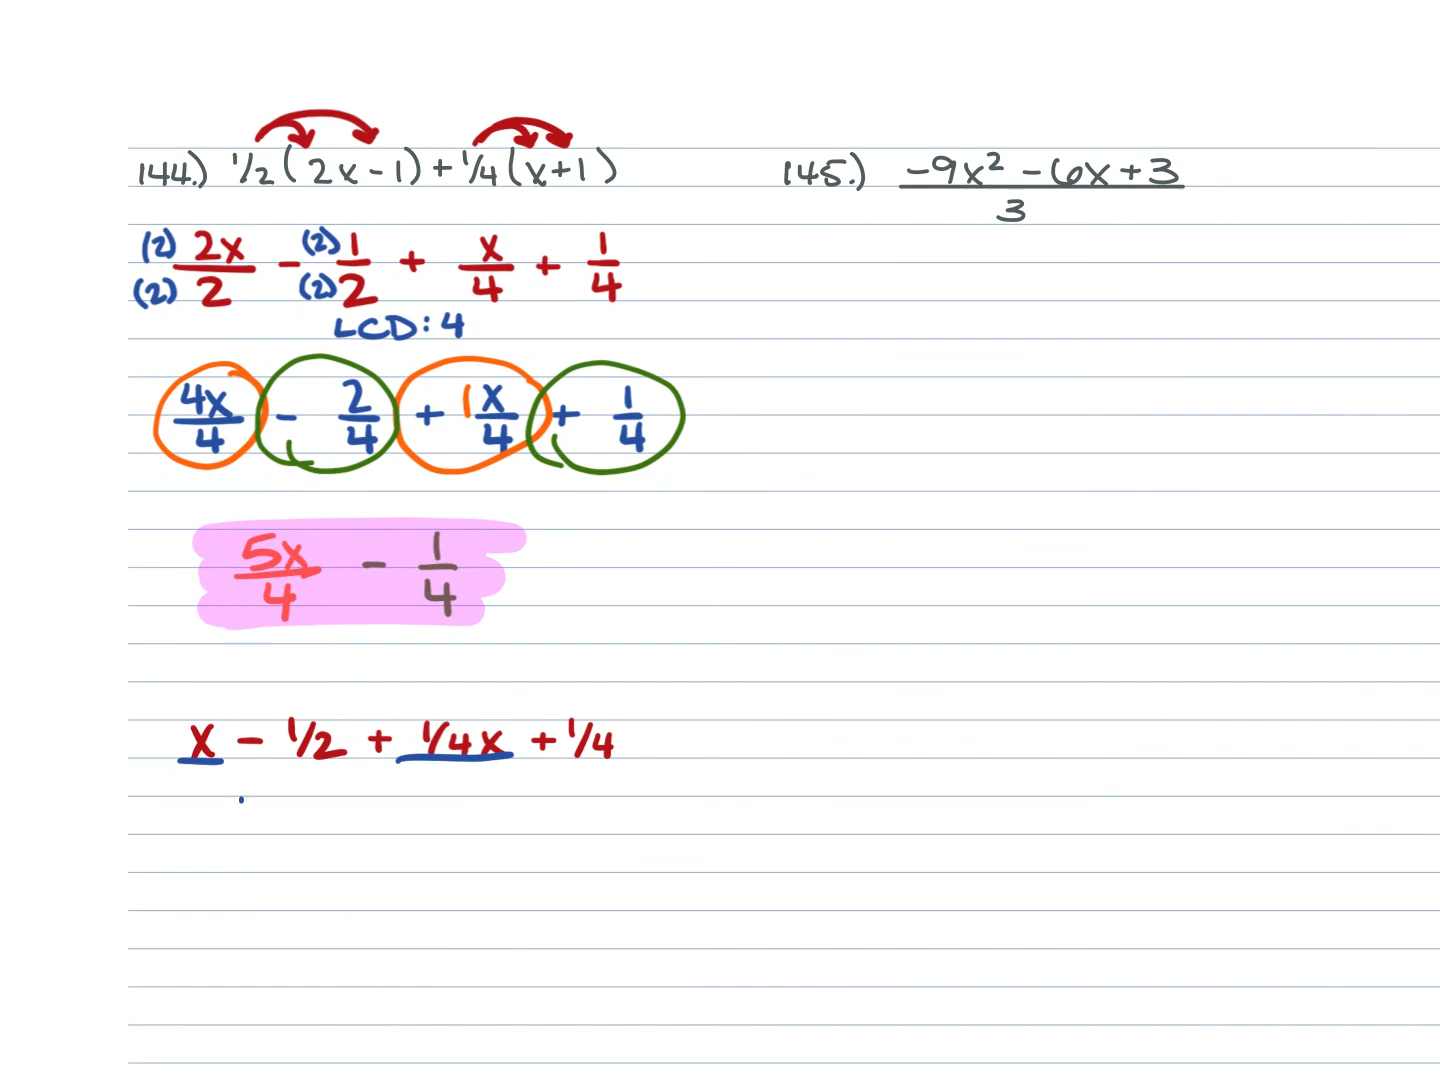 144.) 1/2(2x-1)+1/4(x+1)
(2)2x/(2)2 - (2)1/(2)2 + x/4 + 1/4
LCD: 4
4x/4 - 2/4 + 1x/4 + 1/4
5x/4 - 1/4
x - 1/2 + 1/4x + 1/4
145.) (-9x² - 6x + 3)/3